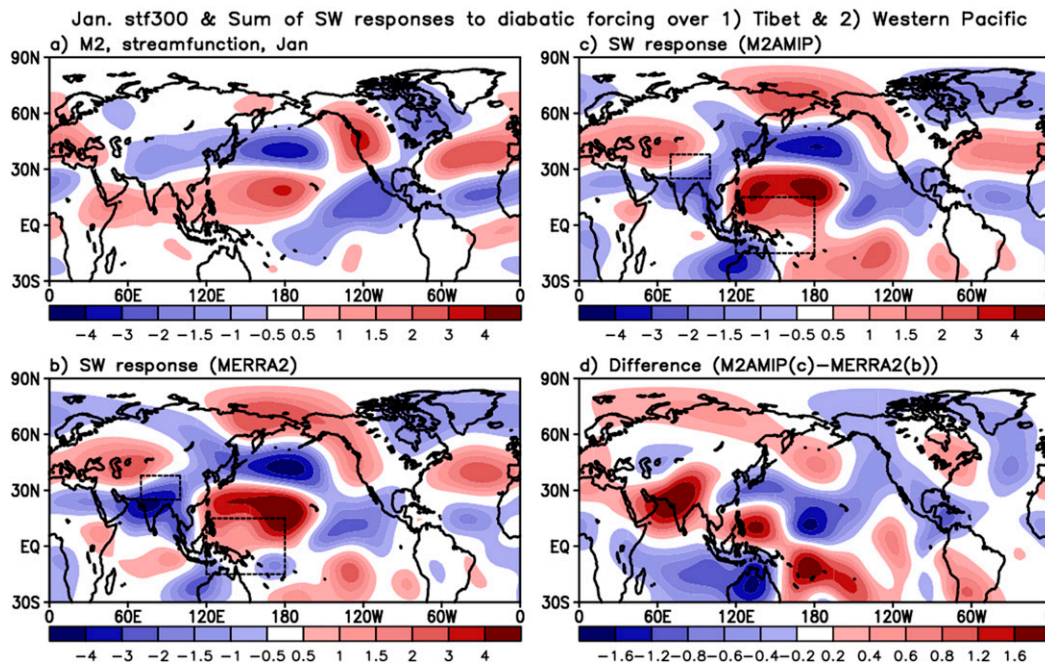 Jan. stf300 & Sum of SW responses to diabatic forcing over 1) Tibet & 2) Western Pacific
a) M2, streamfunction, Jan
90N
60N
30N
EQ
30S
0 60E 120E 180 120W 60W 0
-4 -3 -2 -1.5 -1 -0.5 0.5 1 1.5 2 3 4
c) SW response (M2AMIP)
90N
60N
30N
EQ
30S
0 60E 120E 180 120W 60W
-4 -3 -2 -1.5 -1 -0.5 0.5 1 1.5 2 3 4
b) SW response (MERRA2)
90N
60N
30N
EQ
30S
0 60E 120E 180 120W 60W 0
-4 -3 -2 -1.5 -1 -0.5 0.5 1 1.5 2 3 4
d) Difference (M2AMIP(c)-MERRA2(b))
90N
60N
30N
EQ
30S
0 60E 120E 180 120W 60W
-1.6-1.2-0.8-0.6-0.4-0.2 0.2 0.4 0.6 0.8 1.2 1.6